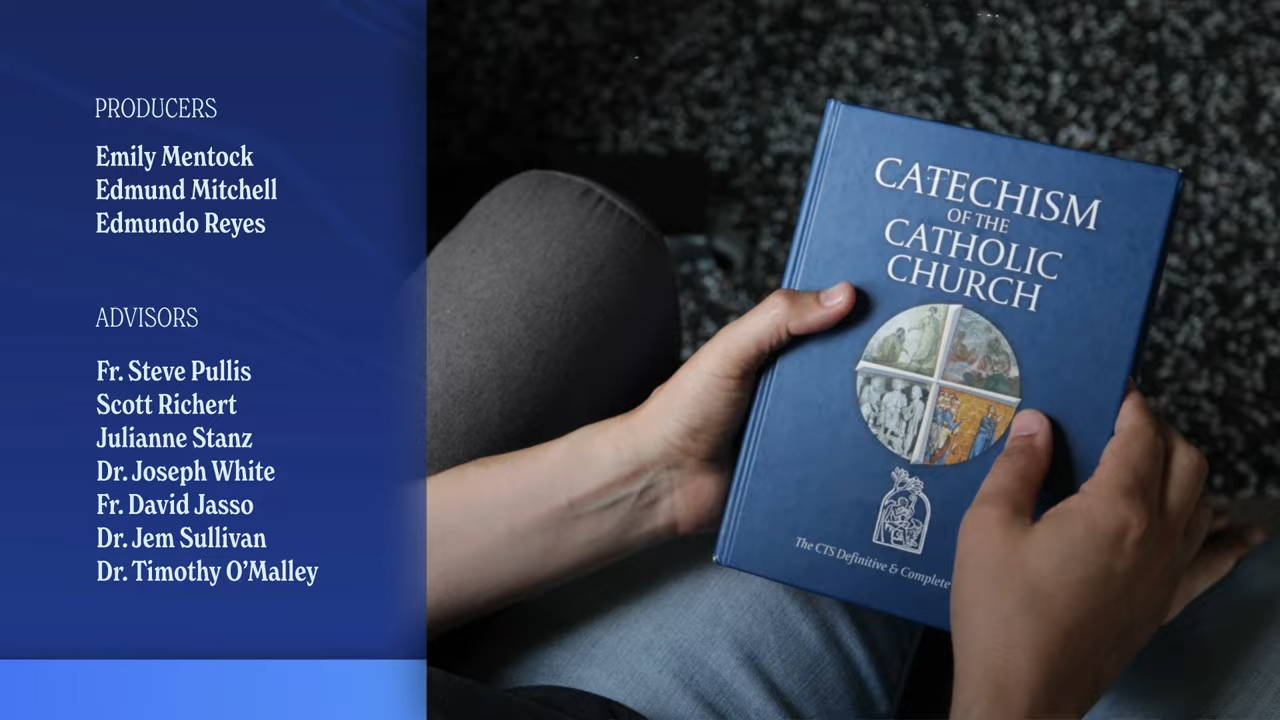 PRODUCERS
Emily Mentock
Edmund Mitchell
Edmundo Reyes
ADVISORS
Fr. Steve Pullis
Scott Richert
Julianne Stanz
Dr. Joseph White
Fr. David Jasso
Dr. Jem Sullivan
Dr. Timothy O’Malley
CATECHISM
OF THE
CATHOLIC
CHURCH
The CTS Definitive & Complete